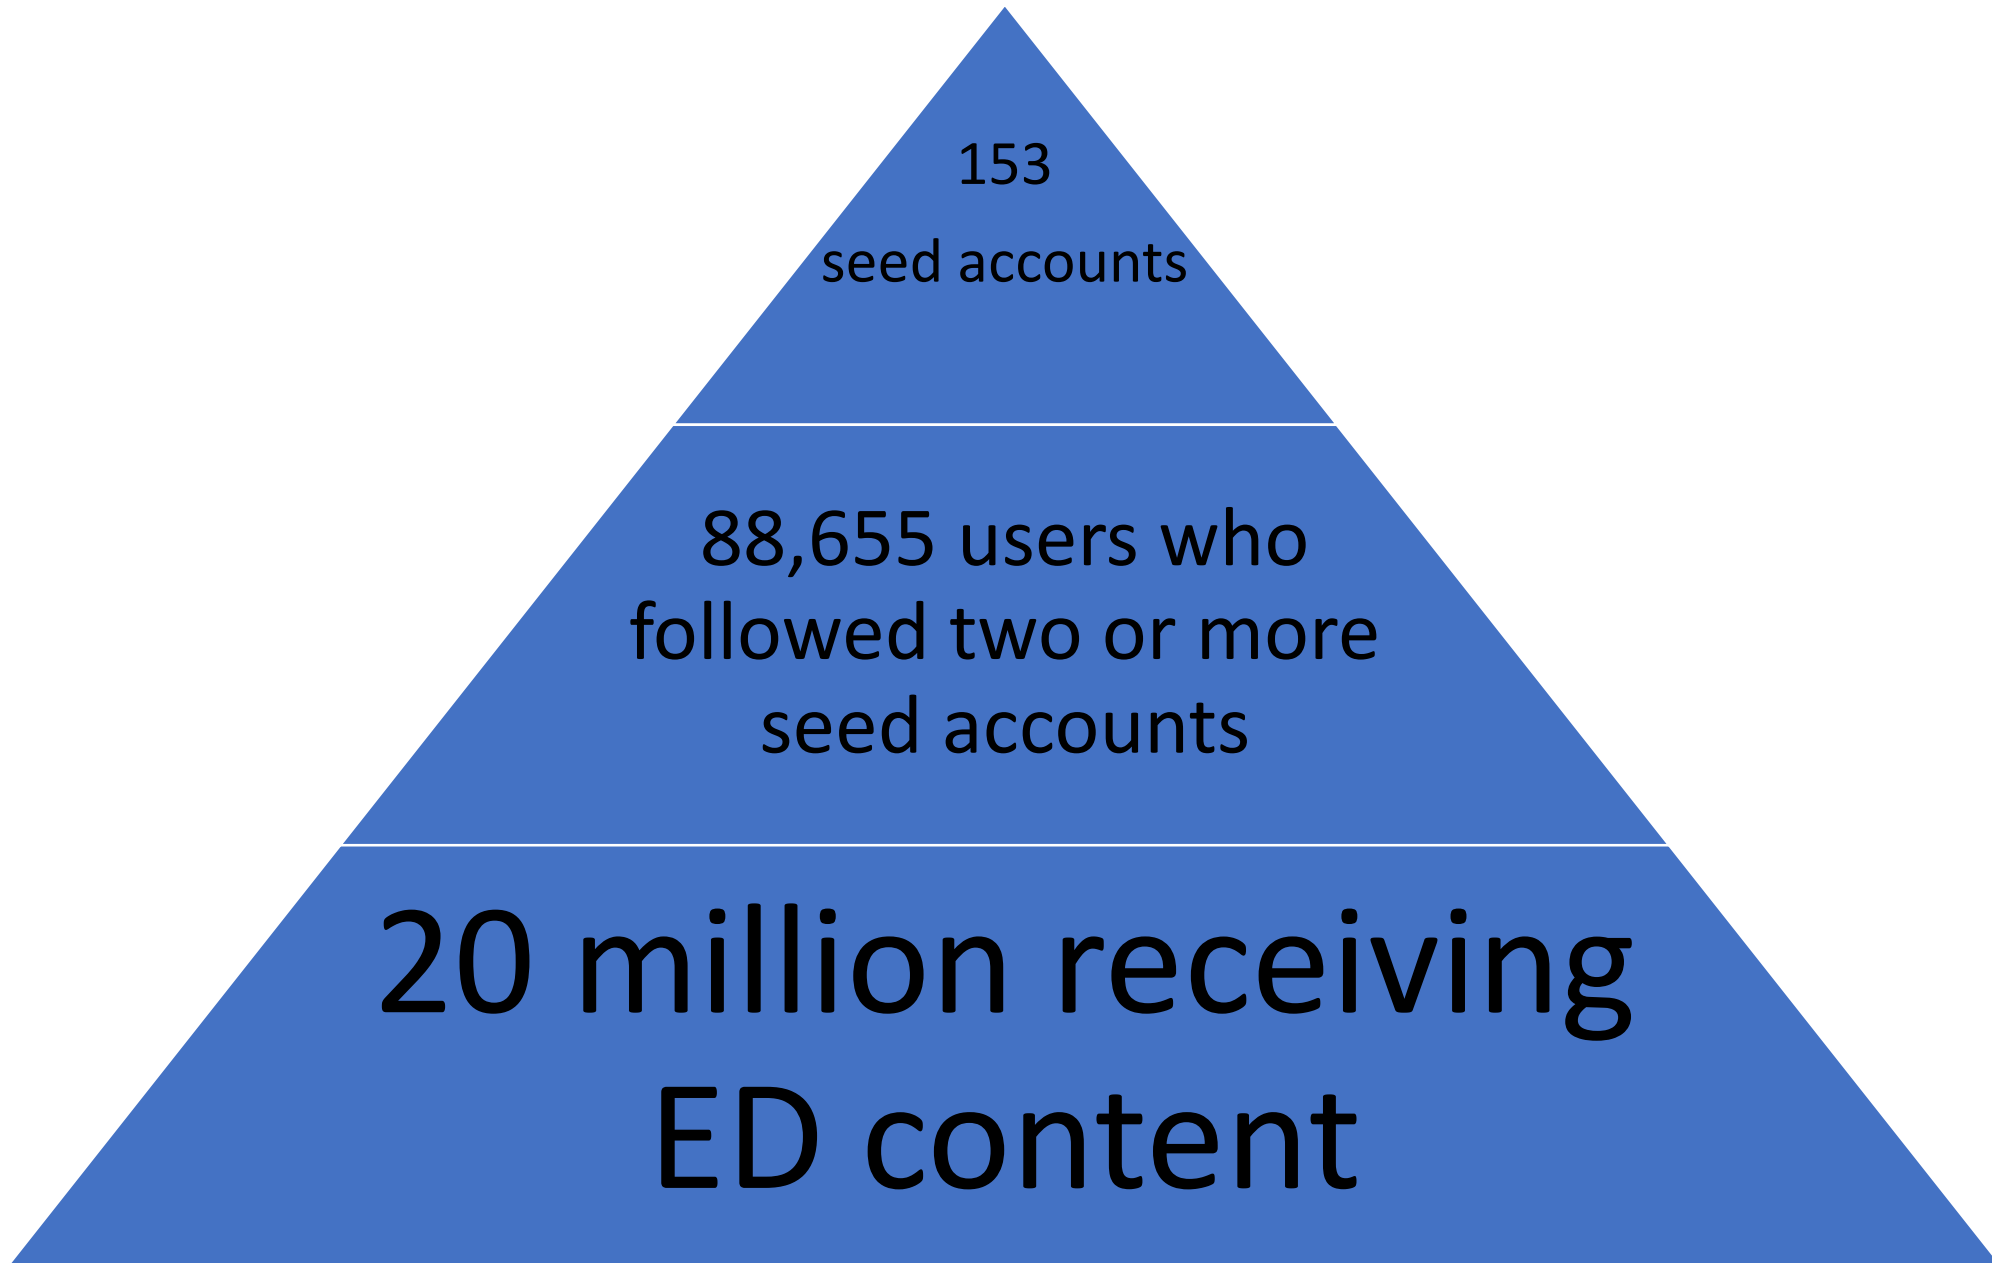 153
seed accounts
88,655 users who
followed two or more
seed accounts
20 million receiving
ED content